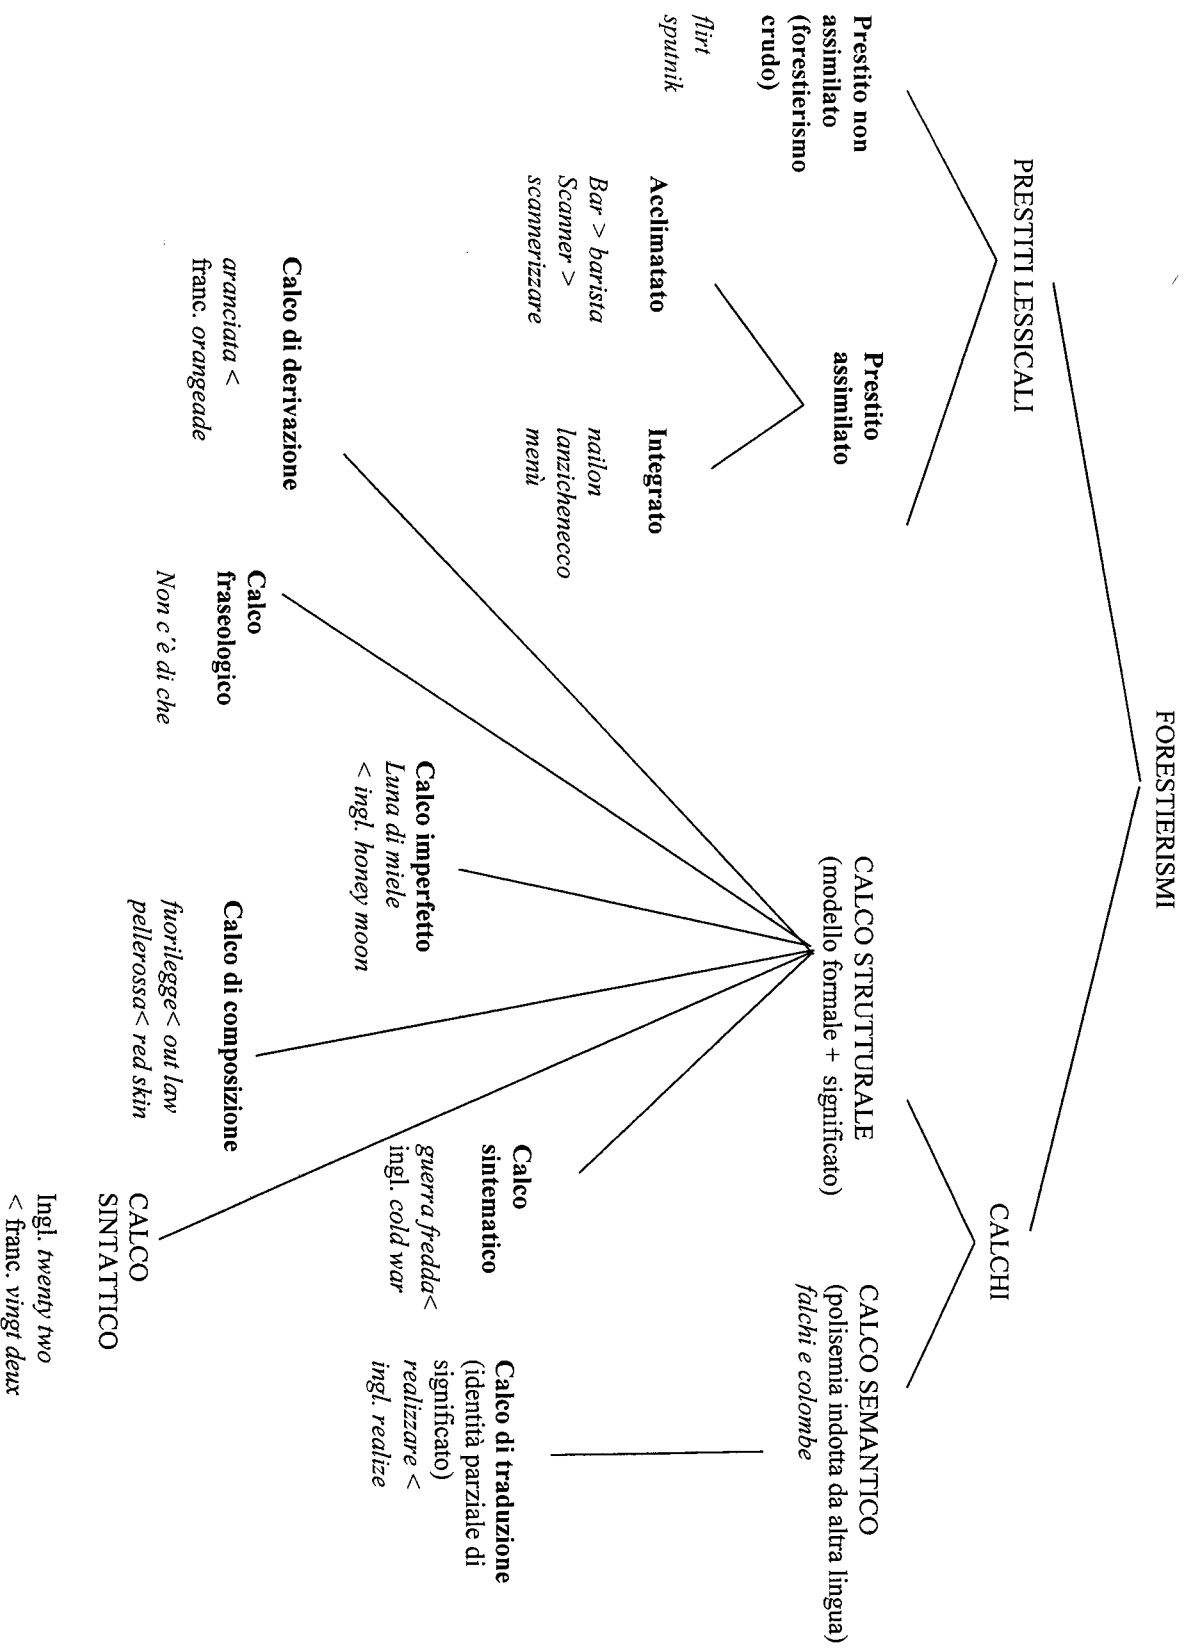 FORESTIERISMI
PRESTITI LESSICALI
CALCHI
Prestito non
assimilato
(forestierismo
crudo)
flirt
sputnik
Prestito
assimilato
Acclimatato
Bar > barista
Scanner >
scannerizzare
Integrato
nailon
lanzichenecco
menù
CALCO STRUTTURALE
(modello formale + significato)
CALCO SEMANTICO
(polisemia indotta da altra lingua)
falchi e colombe
Calco di derivazione
aranciata <
franc. orangeade
Calco
fraseologico
Non c'è di che
Calco imperfetto
Luna di miele
< ingl. honey moon
Calco di composizione
fuorilegge< out law
pellerossa< red skin
Calco
sintematico
guerra fredda<
ingl. cold war
CALCO
SINTATTICO
Ingl. twenty two
< franc. vingt deux
Calco di traduzione
(identità parziale di
significato)
realizzare <
ingl. realize